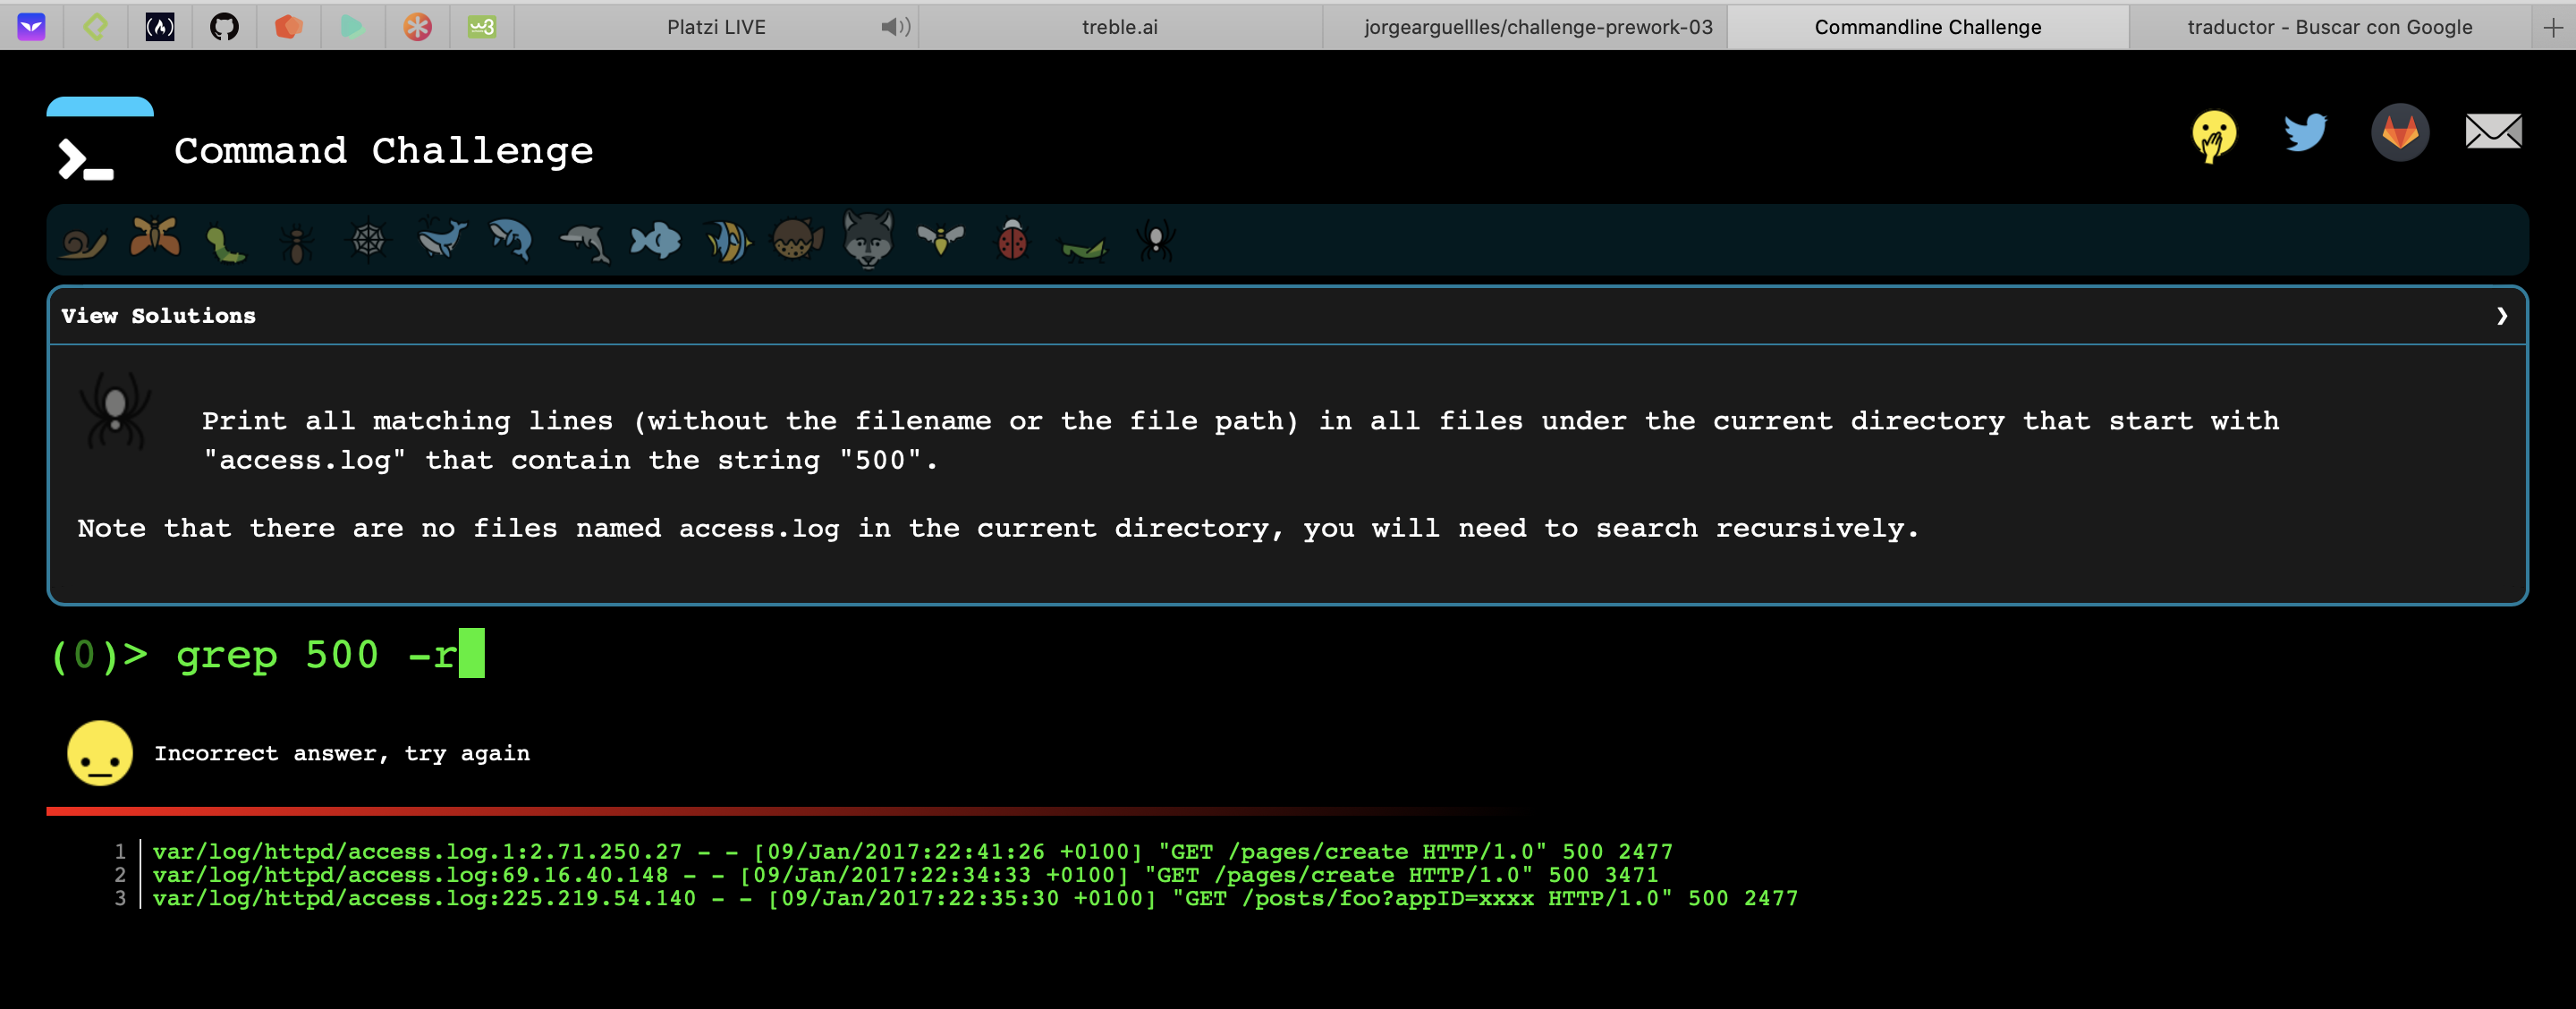 Platzi LIVE
treble.ai
jorgearguellles/challenge-prework-03
Commandline Challenge
traductor - Buscar con Google
(A)
w3
Command Challenge
View Solutions
Print all matching lines (without the filename or the file path) in all files under the current directory that start with
"access.log" that contain the string "500".
Note that there are no files named access.log in the current directory, you will need to search recursively.
(0)> grep 500 -r
Incorrect answer, try again
1 var/log/httpd/access.log.1:2.71.250.27 - - [09/Jan/2017:22:41:26 +0100] "GET /pages/create HTTP/1.0" 500 2477
2 var/log/httpd/access.log:69.16.40.148 - - [09/Jan/2017:22:34:33 +0100] "GET /pages/create HTTP/1.0" 500 3471
3 var/log/httpd/access.log:225.219.54.140 - - [09/Jan/2017:22:35:30 +0100] "GET /posts/foo?appID=xxxx HTTP/1.0" 500 2477